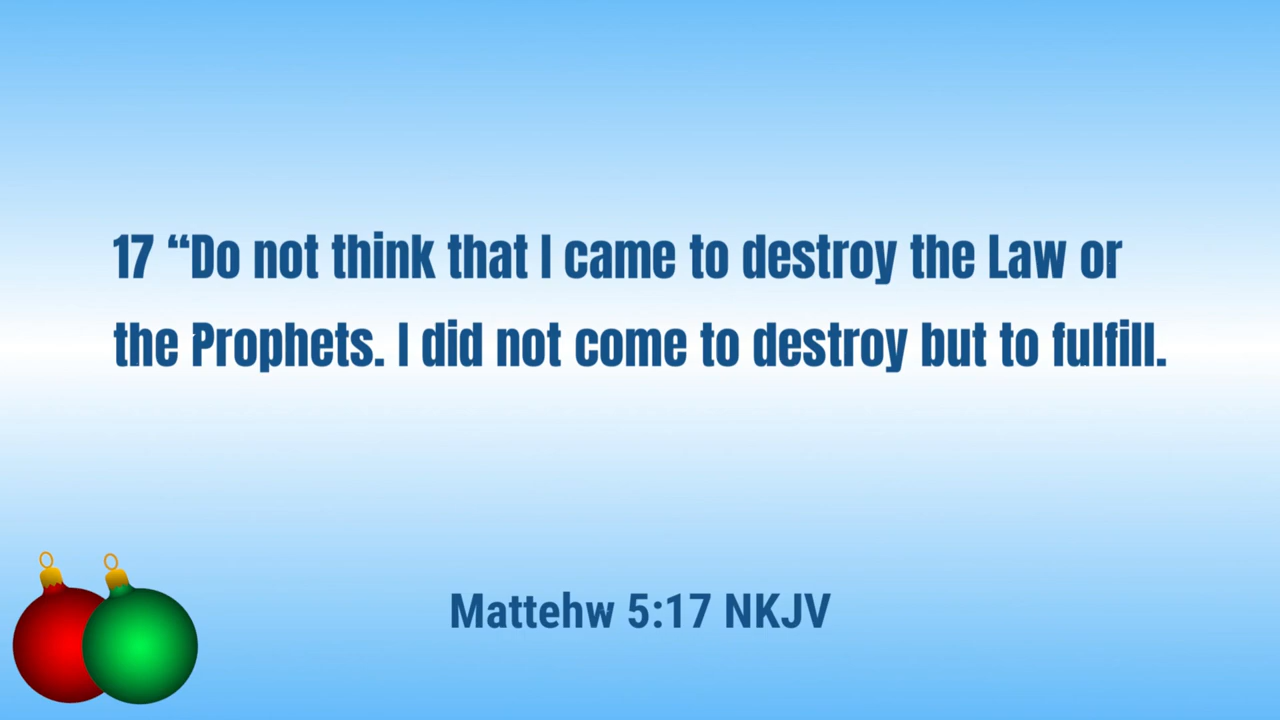 17 “Do not think that I came to destroy the Law or
the Prophets. I did not come to destroy but to fulfill.
Mattehw 5:17 NKJV